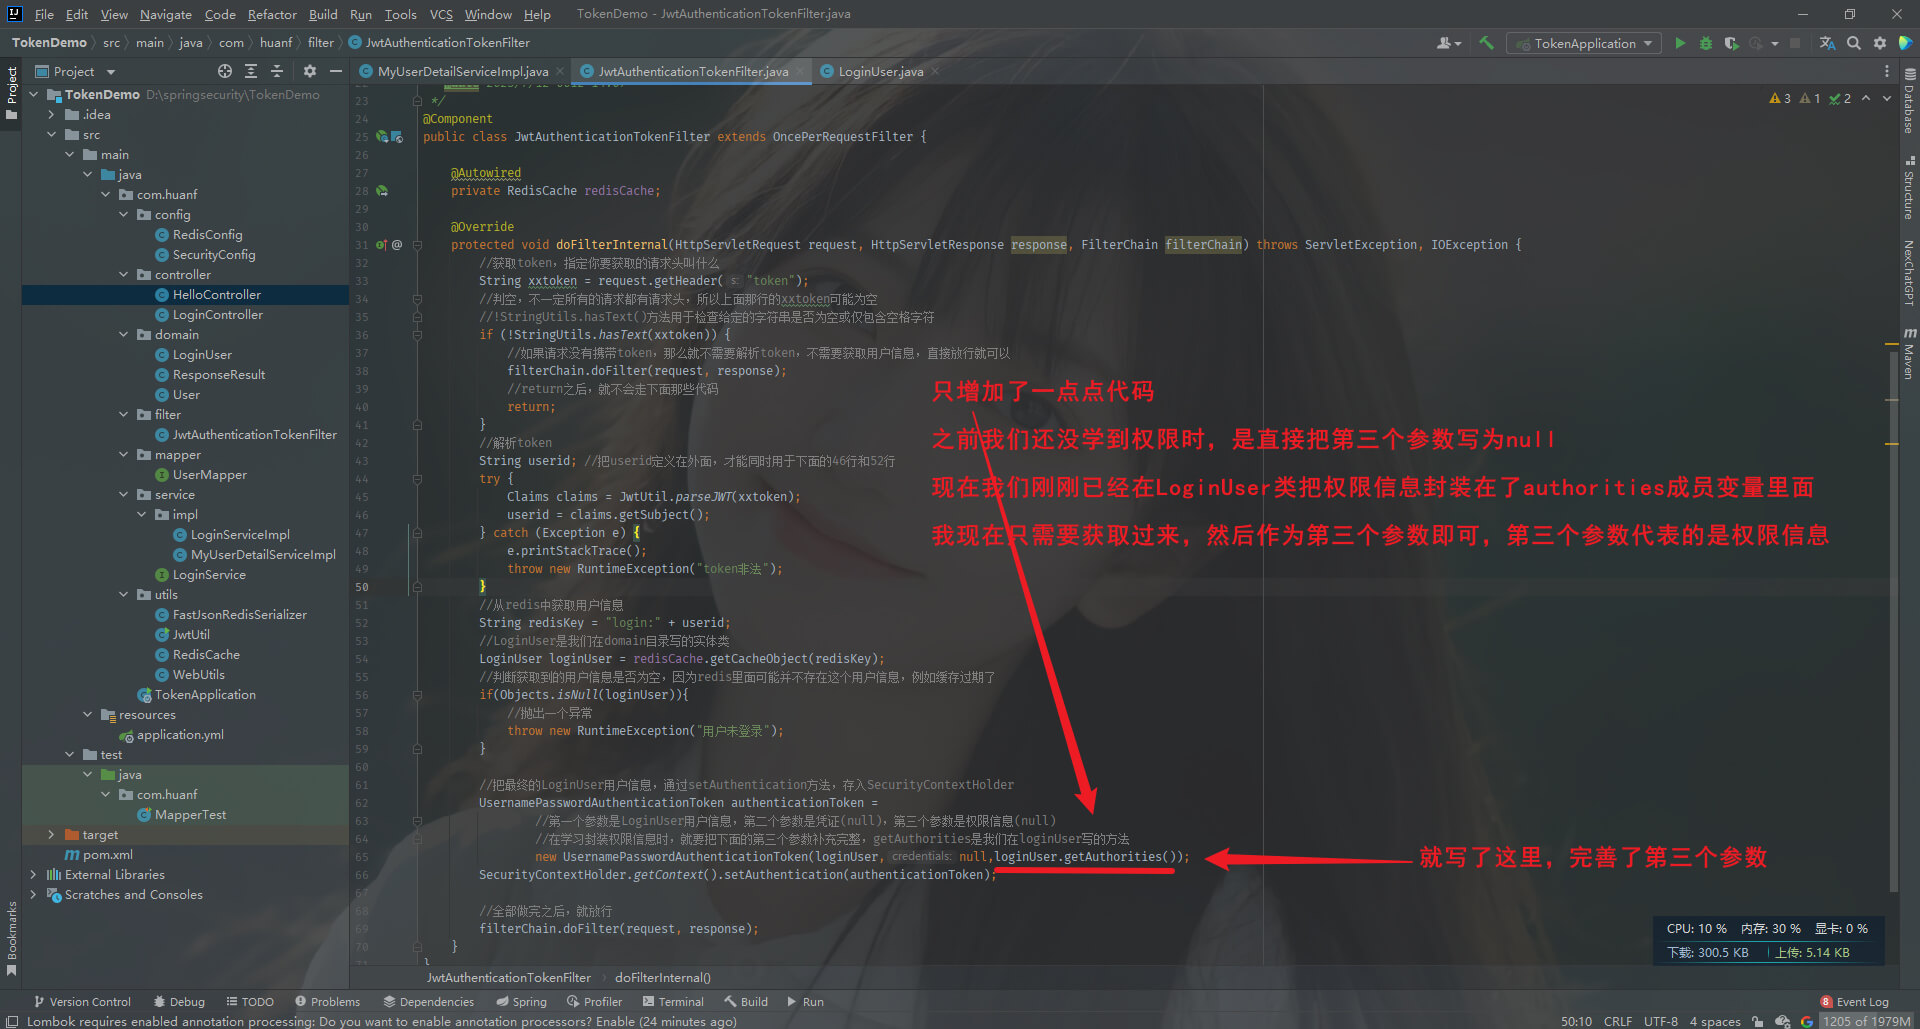 File Edit View Navigate Code Refactor Build Run Tools VCS Window Help TokenDemo - JwtAuthenticationTokenFilter.java
TokenDemo src main java com huanf filter JwtAuthenticationTokenFilter
TokenApplication
Project
MyUserDetailServiceImpl.java JwtAuthenticationTokenFilter.java LoginUser.java
Project
Bookmarks
Database
Structure
NexChatGPT
Maven
TokenDemo D:\springsecurity\TokenDemo
.idea
src
main
java
com.huanf
config
RedisConfig
SecurityConfig
controller
HelloController
LoginController
domain
LoginUser
ResponseResult
User
filter
JwtAuthenticationTokenFilter
mapper
UserMapper
service
impl
LoginServiceImpl
MyUserDetailServiceImpl
LoginService
utils
FastJsonRedisSerializer
JwtUtil
RedisCache
WebUtils
TokenApplication
resources
application.yml
test
java
com.huanf
MapperTest
target
pom.xml
External Libraries
Scratches and Consoles
3 1 2
23 */
24 @Component
25 public class JwtAuthenticationTokenFilter extends OncePerRequestFilter {
26
27 @Autowired
28 private RedisCache redisCache;
29
30 @Override
31 @ protected void doFilterInternal(HttpServletRequest request, HttpServletResponse response, FilterChain filterChain) throws ServletException, IOException {
32 //获取token，指定你要获取的请求头叫什么
33 String xxtoken = request.getHeader( s: "token");
34 //判空，不一定所有的请求都有请求头，所以上面那行的xxtoken可能为空
35 //!StringUtils.hasText()方法用于检查给定的字符串是否为空或仅包含空格字符
36 if (!StringUtils.hasText(xxtoken)) {
37 //如果请求没有携带token，那么就不需要解析token，不需要获取用户信息，直接放行就可以
38 filterChain.doFilter(request, response);
39 //return之后，就不会走下面那些代码
40 return;
41 }
42 //解析token
43 String userid; //把userid定义在外面，才能同时用于下面的46行和52行
44 try {
45 Claims claims = JwtUtil.parseJWT(xxtoken);
46 userid = claims.getSubject();
47 } catch (Exception e) {
48 e.printStackTrace();
49 throw new RuntimeException("token非法");
50 }
51 //从redis中获取用户信息
52 String redisKey = "login:" + userid;
53 //LoginUser是我们在domain目录写的实体类
54 LoginUser loginUser = redisCache.getCacheObject(redisKey);
55 //判断获取到的用户信息是否为空，因为redis里面可能并不存在这个用户信息，例如缓存过期了
56 if(Objects.isNull(loginUser)){
57 //抛出一个异常
58 throw new RuntimeException("用户未登录");
59 }
60
61 //把最终的LoginUser用户信息，通过setAuthentication方法，存入SecurityContextHolder
62 UsernamePasswordAuthenticationToken authenticationToken =
63 //第一个参数是LoginUser用户信息，第二个参数是凭证(null)，第三个参数是权限信息(null)
64 //在学习封装权限信息时，就要把下面的第三个参数补充完整，getAuthorities是我们在loginUser写的方法
65 new UsernamePasswordAuthenticationToken(loginUser, credentials: null,loginUser.getAuthorities());
66 SecurityContextHolder.getContext().setAuthentication(authenticationToken);
67
68 //全部做完之后，就放行
69 filterChain.doFilter(request, response);
70 }
71 }
只增加了一点点代码
之前我们还没学到权限时，是直接把第三个参数写为null
现在我们刚刚已经在LoginUser类把权限信息封装在了authorities成员变量里面
我现在只需要获取过来，然后作为第三个参数即可，第三个参数代表的是权限信息
就写了这里，完善了第三个参数
CPU: 10 % 内存: 30 % 显卡: 0 %
下载: 300.5 KB 上传: 5.14 KB
JwtAuthenticationTokenFilter doFilterInternal()
Version Control Debug TODO Problems Dependencies Spring Profiler Terminal Build Run 8 Event Log
Lombok requires enabled annotation processing: Do you want to enable annotation processors? Enable (24 minutes ago) 50:10 CRLF UTF-8 4 spaces 1205 of 1979M